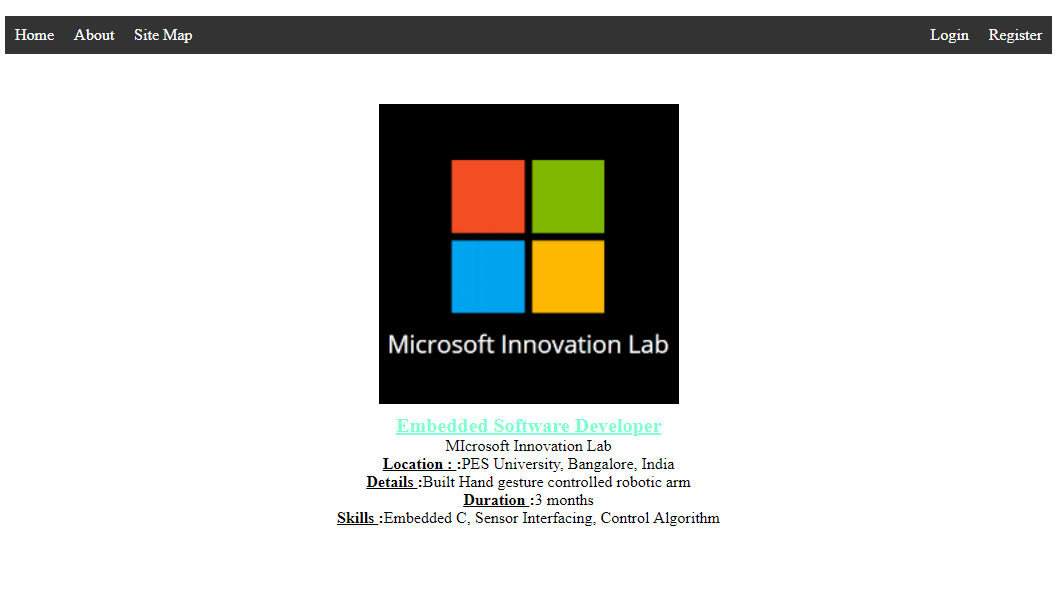 Home About Site Map Login Register
Microsoft Innovation Lab
Embedded Software Developer
MIcrosoft Innovation Lab
Location : :PES University, Bangalore, India
Details :Built Hand gesture controlled robotic arm
Duration :3 months
Skills :Embedded C, Sensor Interfacing, Control Algorithm